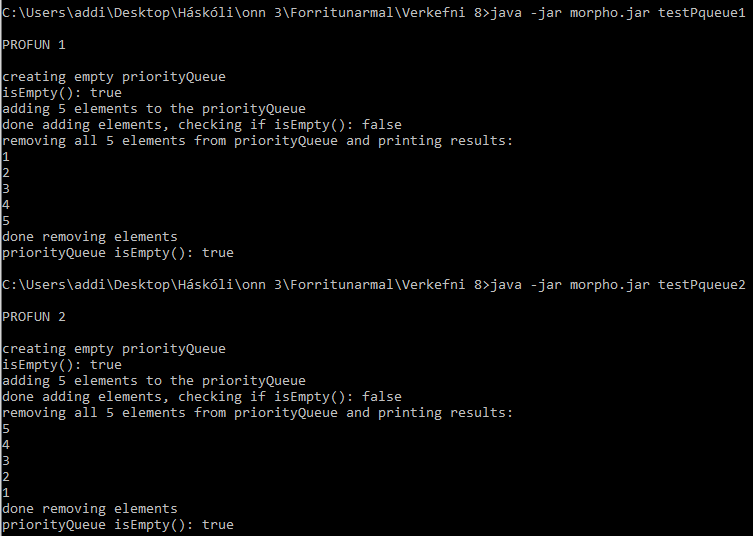 C:\Users\addi\Desktop\Háskóli\onn 3\Forritunarmal\Verkefni 8>java -jar morpho.jar testPqueue1
PROFUN 1
creating empty priorityQueue
isEmpty(): true
adding 5 elements to the priorityQueue
done adding elements, checking if isEmpty(): false
removing all 5 elements from priorityQueue and printing results:
1
2
3
4
5
done removing elements
priorityQueue isEmpty(): true
C:\Users\addi\Desktop\Háskóli\onn 3\Forritunarmal\Verkefni 8>java -jar morpho.jar testPqueue2
PROFUN 2
creating empty priorityQueue
isEmpty(): true
adding 5 elements to the priorityQueue
done adding elements, checking if isEmpty(): false
removing all 5 elements from priorityQueue and printing results:
5
4
3
2
1
done removing elements
priorityQueue isEmpty(): true